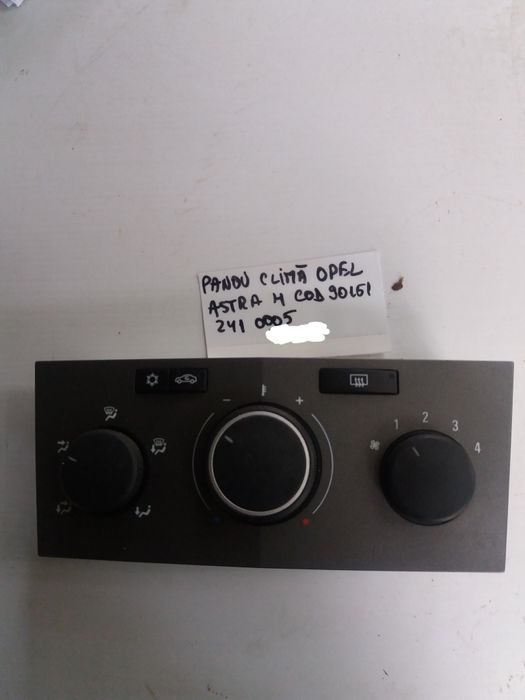 PANOU CLIMĂ OPEL
ASTRA H COD 90151
241 0005
− +
1 2 3 4